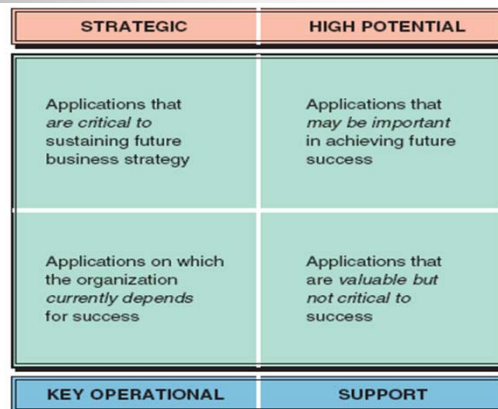 STRATEGIC
HIGH POTENTIAL
Applications that
are critical to
sustaining future
business strategy
Applications that
may be important
in achieving future
success
Applications on which
the organization
currently depends
for success
Applications that
are valuable but
not critical to
success
KEY OPERATIONAL
SUPPORT